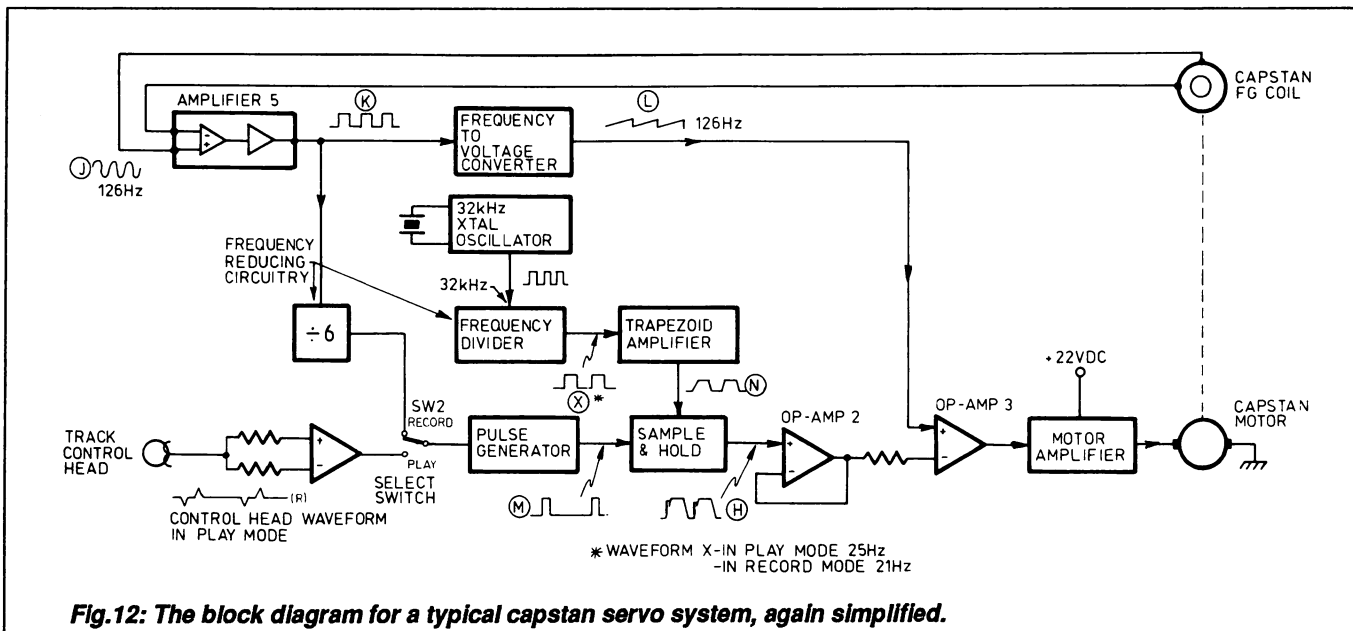 CAPSTAN
FG COIL
AMPLIFIER 5
K
L
126Hz
FREQUENCY
TO
VOLTAGE
CONVERTER
J
126Hz
32kHz
XTAL
OSCILLATOR
FREQUENCY
REDUCING
CIRCUITRY
32kHz
÷6
FREQUENCY
DIVIDER
TRAPEZOID
AMPLIFIER
X *
N
+22VDC
SW2
RECORD
OP-AMP 2
OP-AMP 3
CAPSTAN
MOTOR
TRACK
CONTROL
HEAD
PULSE
GENERATOR
SAMPLE
& HOLD
MOTOR
AMPLIFIER
PLAY
SELECT
SWITCH
(R)
M
H
CONTROL HEAD WAVEFORM
IN PLAY MODE
* WAVEFORM X-IN PLAY MODE 25Hz
-IN RECORD MODE 21Hz
Fig.12: The block diagram for a typical capstan servo system, again simplified.